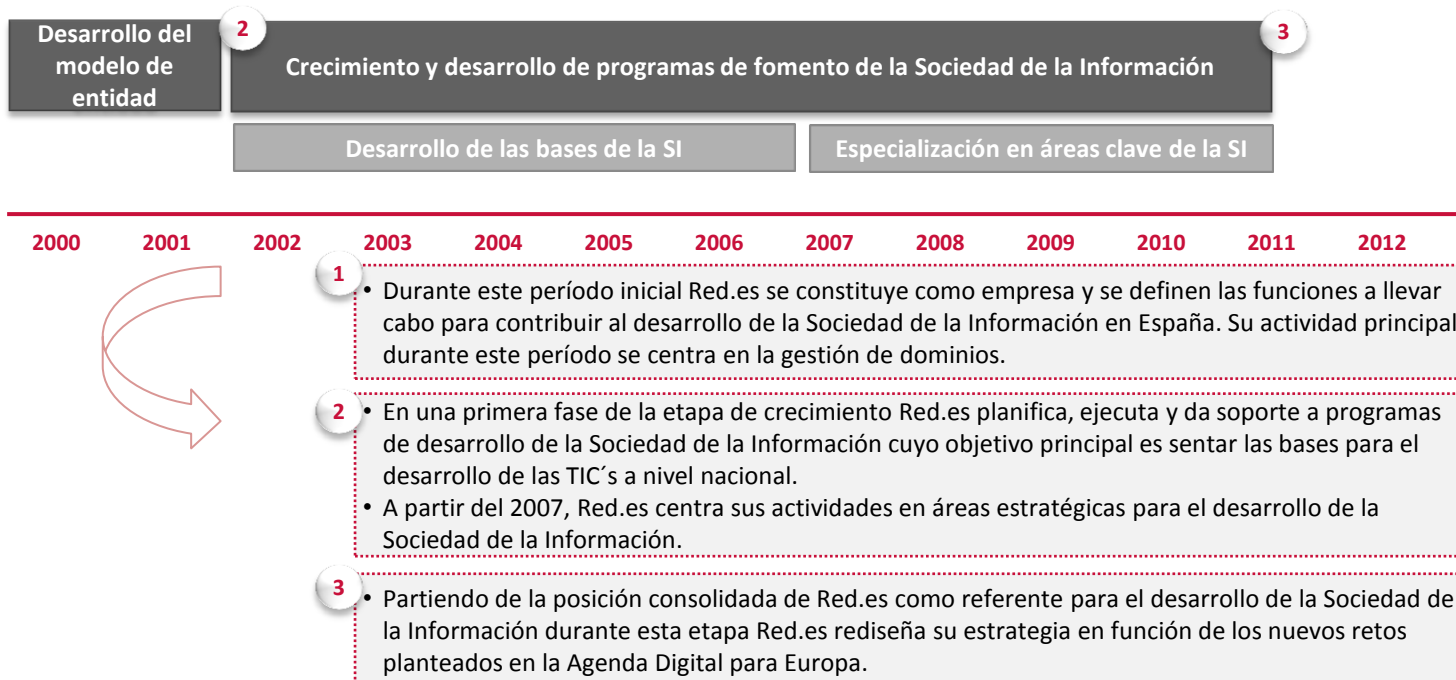 Desarrollo del
modelo de
entidad
2
Crecimiento y desarrollo de programas de fomento de la Sociedad de la Información
3
Desarrollo de las bases de la SI
Especialización en áreas clave de la SI
2000 2001 2002 2003 2004 2005 2006 2007 2008 2009 2010 2011 2012
1
• Durante este período inicial Red.es se constituye como empresa y se definen las funciones a llevar
cabo para contribuir al desarrollo de la Sociedad de la Información en España. Su actividad principal
durante este período se centra en la gestión de dominios.
2
• En una primera fase de la etapa de crecimiento Red.es planifica, ejecuta y da soporte a programas
de desarrollo de la Sociedad de la Información cuyo objetivo principal es sentar las bases para el
desarrollo de las TIC´s a nivel nacional.
• A partir del 2007, Red.es centra sus actividades en áreas estratégicas para el desarrollo de la
Sociedad de la Información.
3
• Partiendo de la posición consolidada de Red.es como referente para el desarrollo de la Sociedad de
la Información durante esta etapa Red.es rediseña su estrategia en función de los nuevos retos
planteados en la Agenda Digital para Europa.